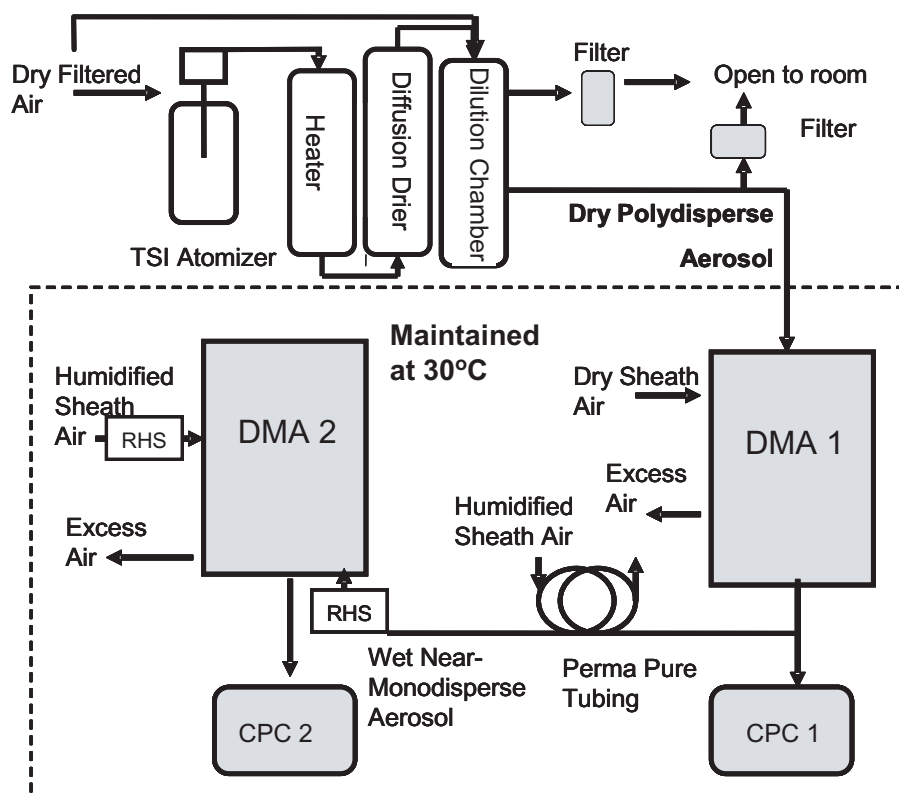 Dry Filtered
Air
TSI Atomizer
Heater
Diffusion Drier
Dilution Chamber
Filter
Open to room
Filter
Dry Polydisperse
Aerosol
Maintained
at 30°C
Humidified
Sheath
Air
RHS
DMA 2
Excess
Air
Dry Sheath
Air
DMA 1
Excess
Air
Humidified
Sheath Air
RHS
Wet Near-
Monodisperse
Aerosol
Perma Pure
Tubing
CPC 2
CPC 1